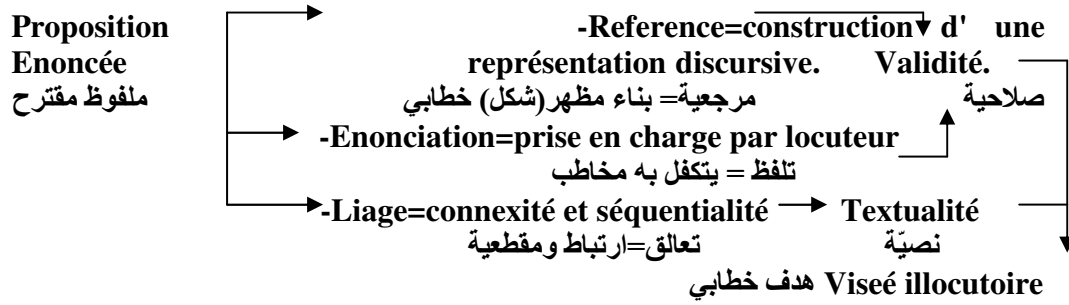 Proposition -Reference=construction d' une
Enoncée représentation discursive. Validité.
ملفوظ مقترح مرجعية= بناء مظهر(شكل) خطابي صلاحية
-Enonciation=prise en charge par locuteur
تلفظ = يتكفل به مخاطب
-Liage=connexité et séquentialité Textualité
تعالق=ارتباط ومقطعية نصيّة
Viseé illocutoire هدف خطابي